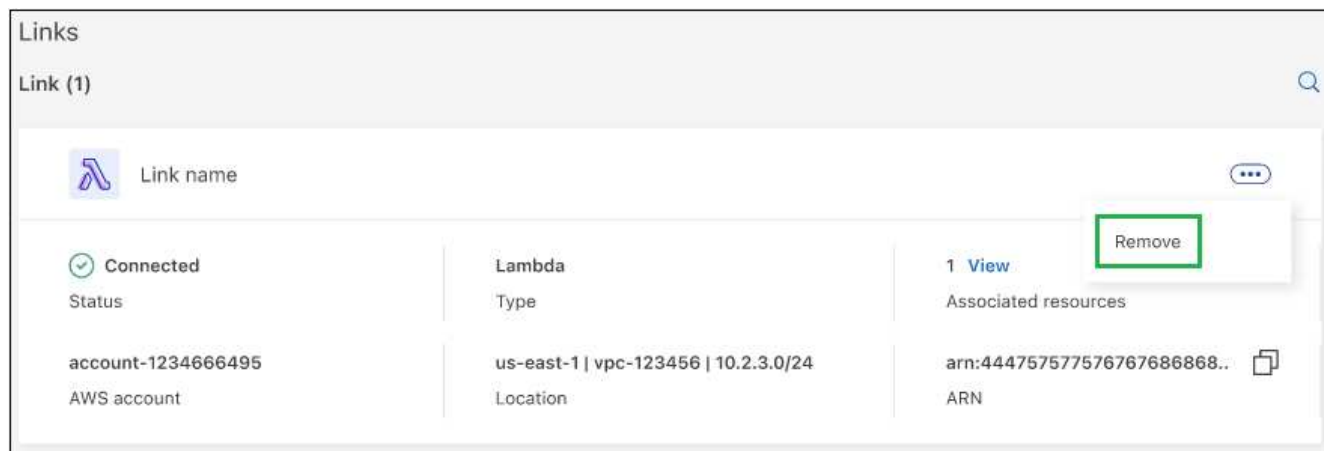 Links
Link (1)
Link name
Remove
Connected
Lambda
1 View
Status
Type
Associated resources
account-1234666495
us-east-1 | vpc-123456 | 10.2.3.0/24
arn:444757577576767686868..
AWS account
Location
ARN